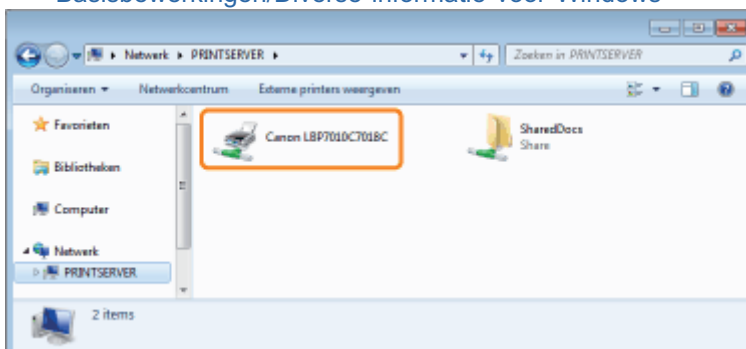 Basisbewerkingen/Diverse informatie voor Windows
Netwerk ▸ PRINTSERVER ▸
Zoeken in PRINTSERVER
Organiseren
Netwerkcentrum
Externe printers weergeven
Favorieten
Bibliotheken
Computer
Netwerk
PRINTSERVER
Canon LBP7010C7018C
SharedDocs
Share
2 items